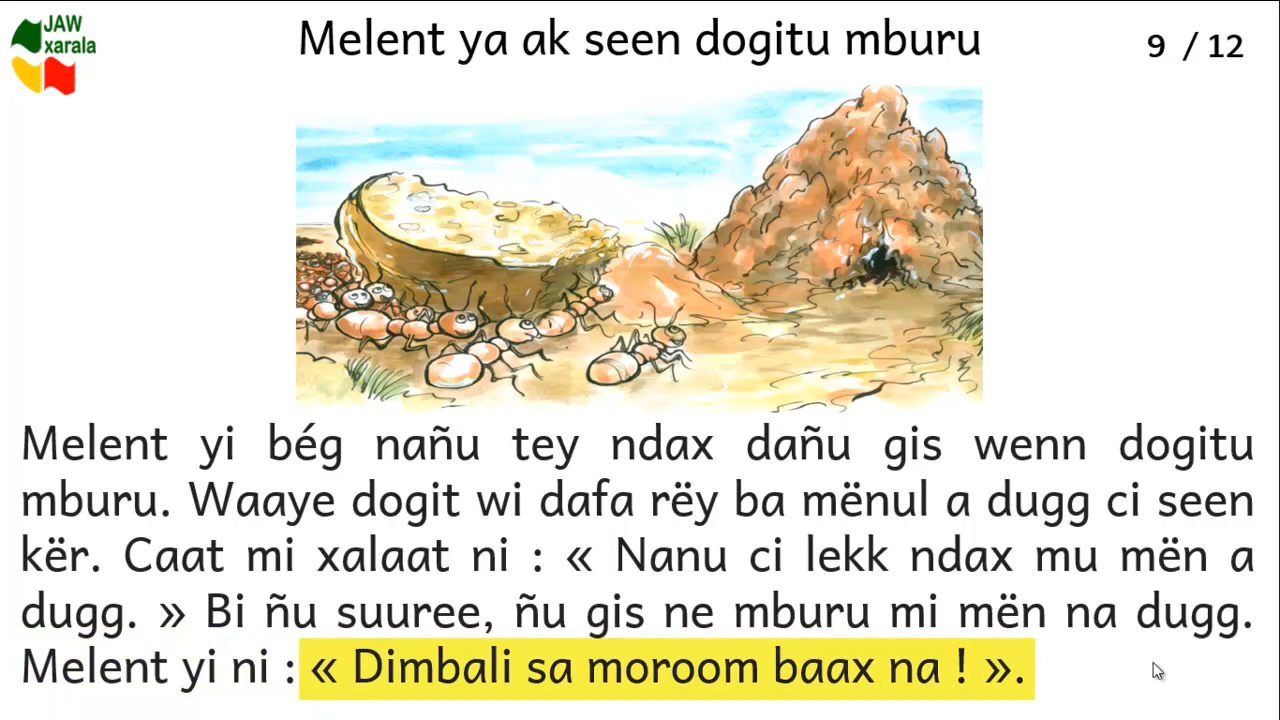 JAW
xarala
Melent ya ak seen dogitu mburu
9 / 12
Melent yi bég nañu tey ndax dañu gis wenn dogitu
mburu. Waaye dogit wi dafa rëy ba mënul a dugg ci seen
kër. Caat mi xalaat ni : « Nanu ci lekk ndax mu mën a
dugg. » Bi ñu suuree, ñu gis ne mburu mi mën na dugg.
Melent yi ni : « Dimbali sa moroom baax na ! ».